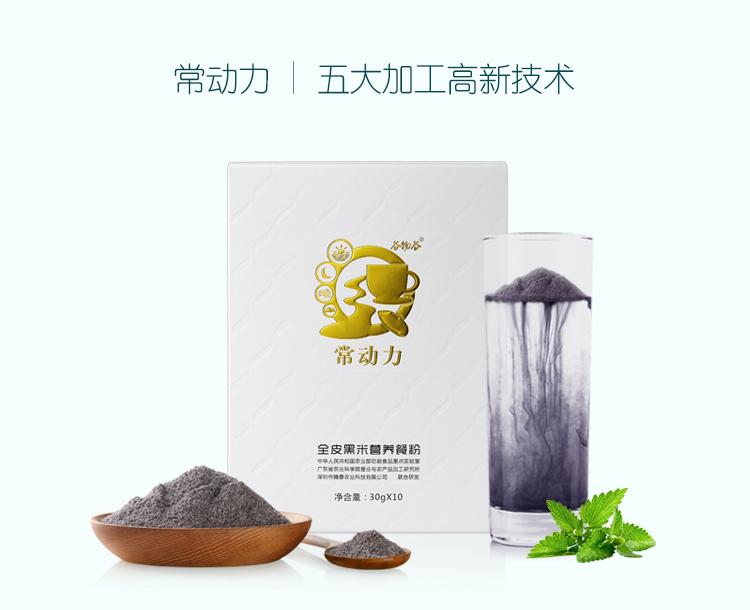 常动力 | 五大加工高新技术
谷物谷®
常动力
全皮黑米营养餐粉
中华人民共和国农业部功能食品重点实验室
广东省农业科学院蚕业与农产品加工研究所
深圳市腾泰农业科技有限公司 联合研发
净含量:30gX10